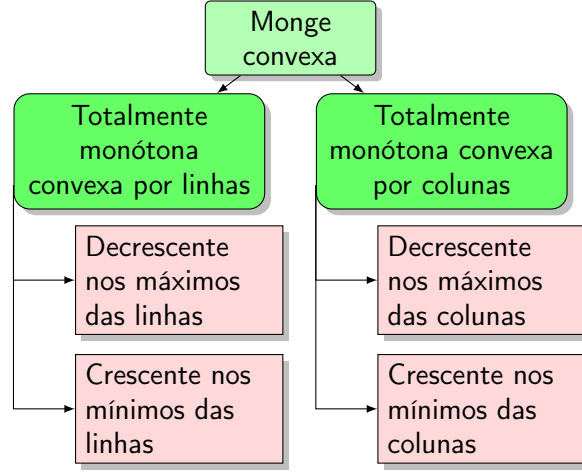 Monge
convexa
Totalmente
monótona
convexa por linhas
Totalmente
monótona convexa
por colunas
Decrescente
nos máximos
das linhas
Decrescente
nos máximos
das colunas
Crescente nos
mínimos das
linhas
Crescente nos
mínimos das
colunas